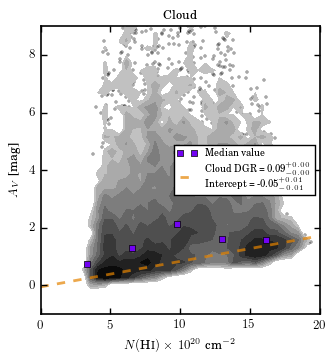 Cloud
8
6
4
2
0
A_V [mag]
Median value
Cloud DGR = 0.09^{+0.00}_{-0.00}
Intercept = -0.05^{+0.01}_{-0.01}
0 5 10 15 20
N(HI) × 10^{20} cm^{−2}